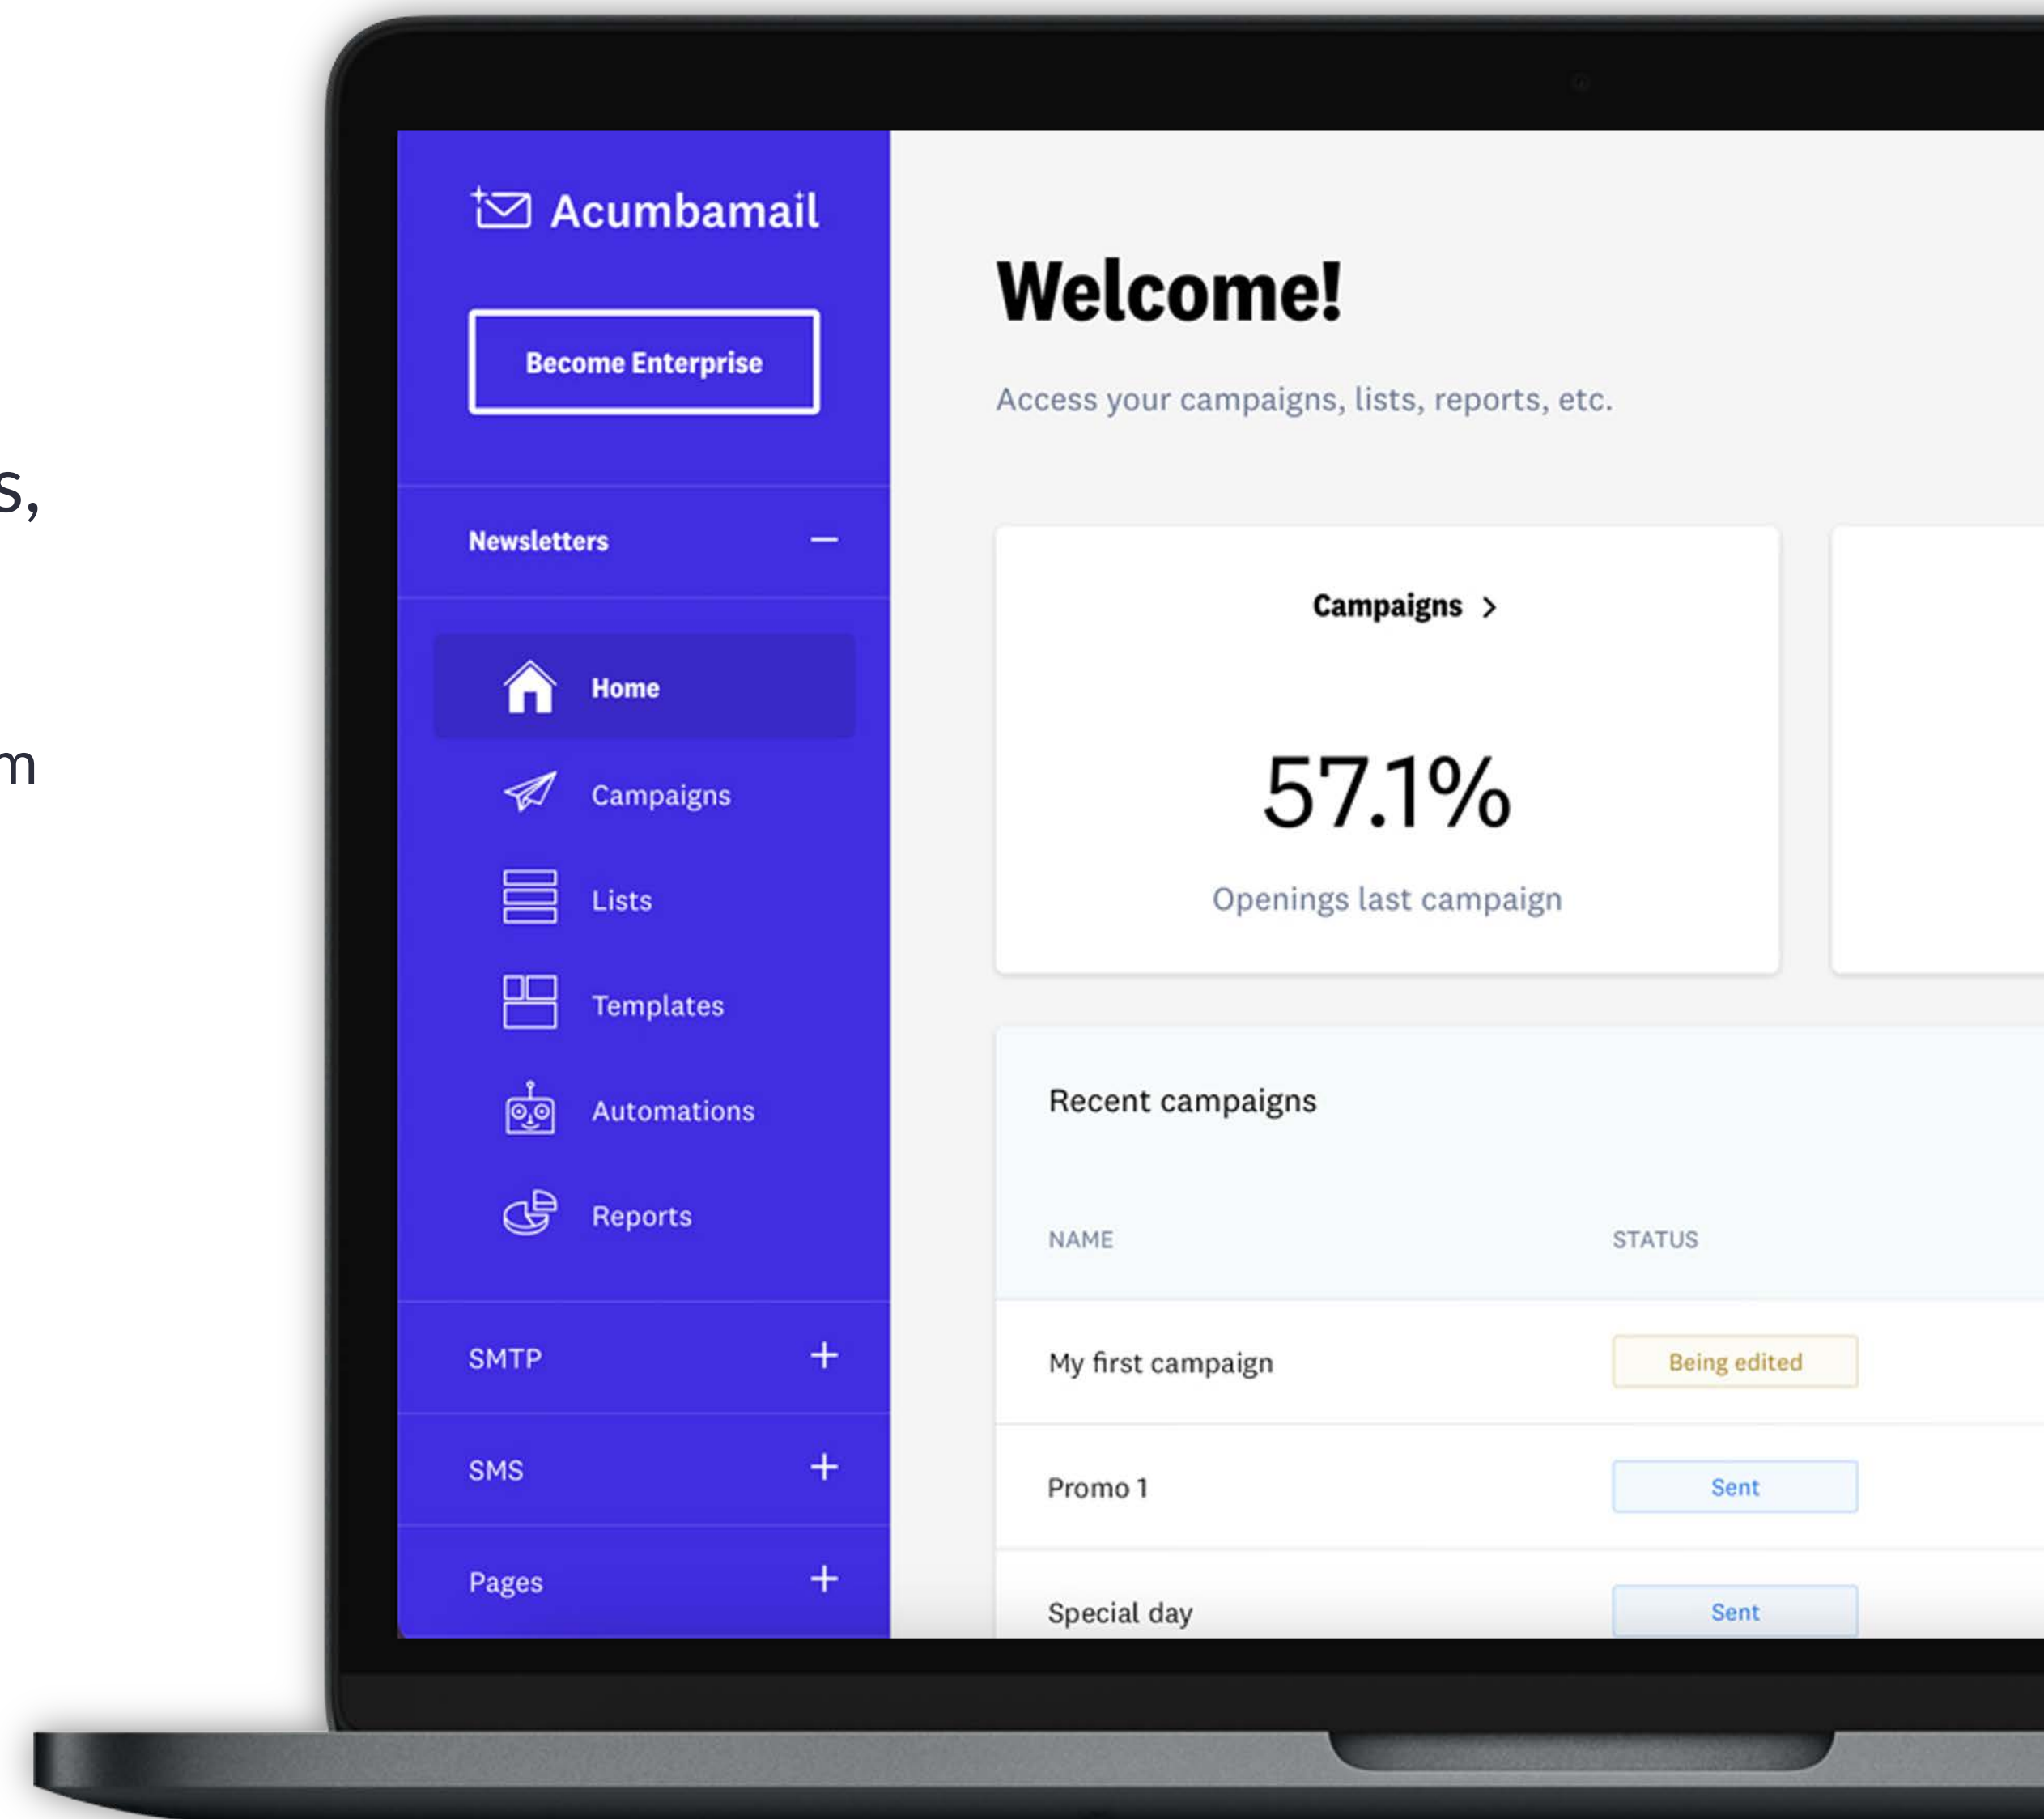 s,
m
Acumbamail
Become Enterprise
Newsletters
Home
Campaigns
Lists
Templates
Automations
Reports
SMTP
SMS
Pages
Welcome!
Access your campaigns, lists, reports, etc.
Campaigns
57.1%
Openings last campaign
Recent campaigns
NAME STATUS
My first campaign Being edited
Promo 1 Sent
Special day Sent